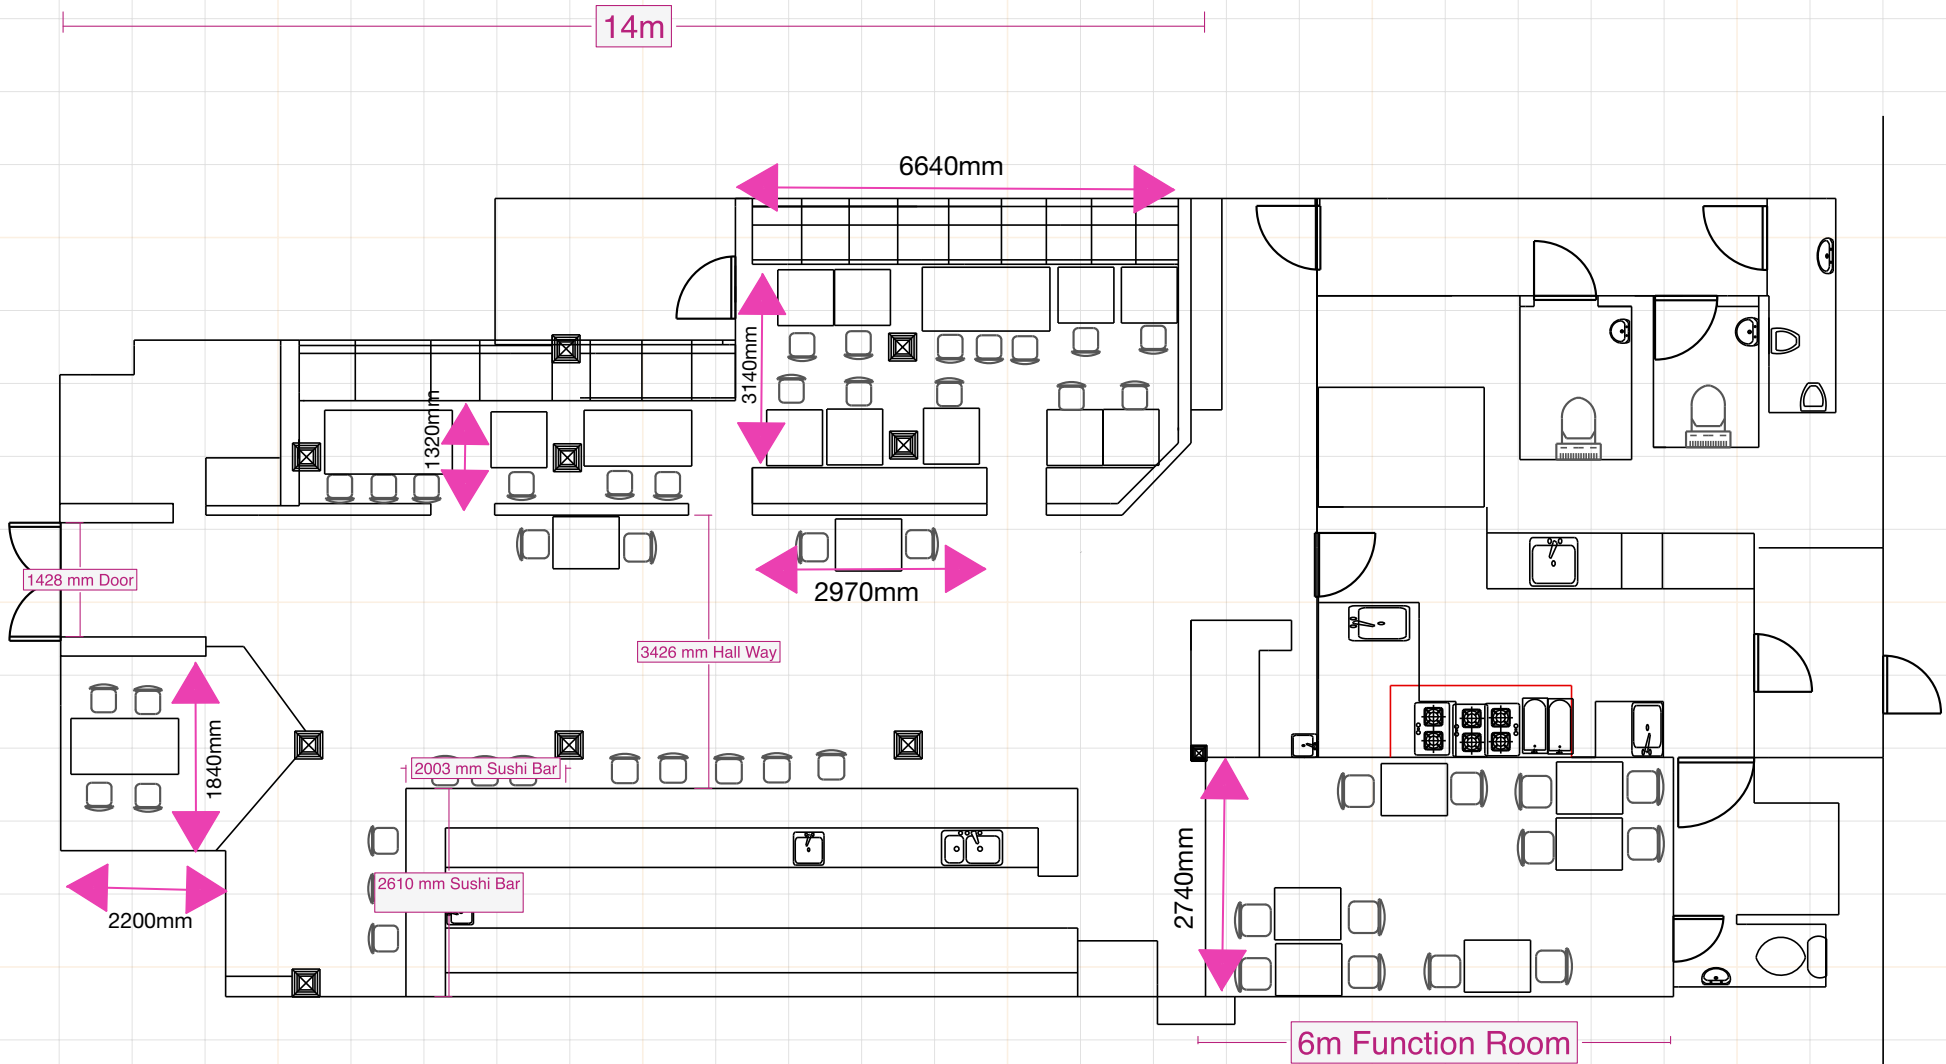 14m
6640mm
3140mm
1320mm
1428 mm Door
2970mm
3426 mm Hall Way
1840mm
2003 mm Sushi Bar
2740mm
2610 mm Sushi Bar
2200mm
6m Function Room